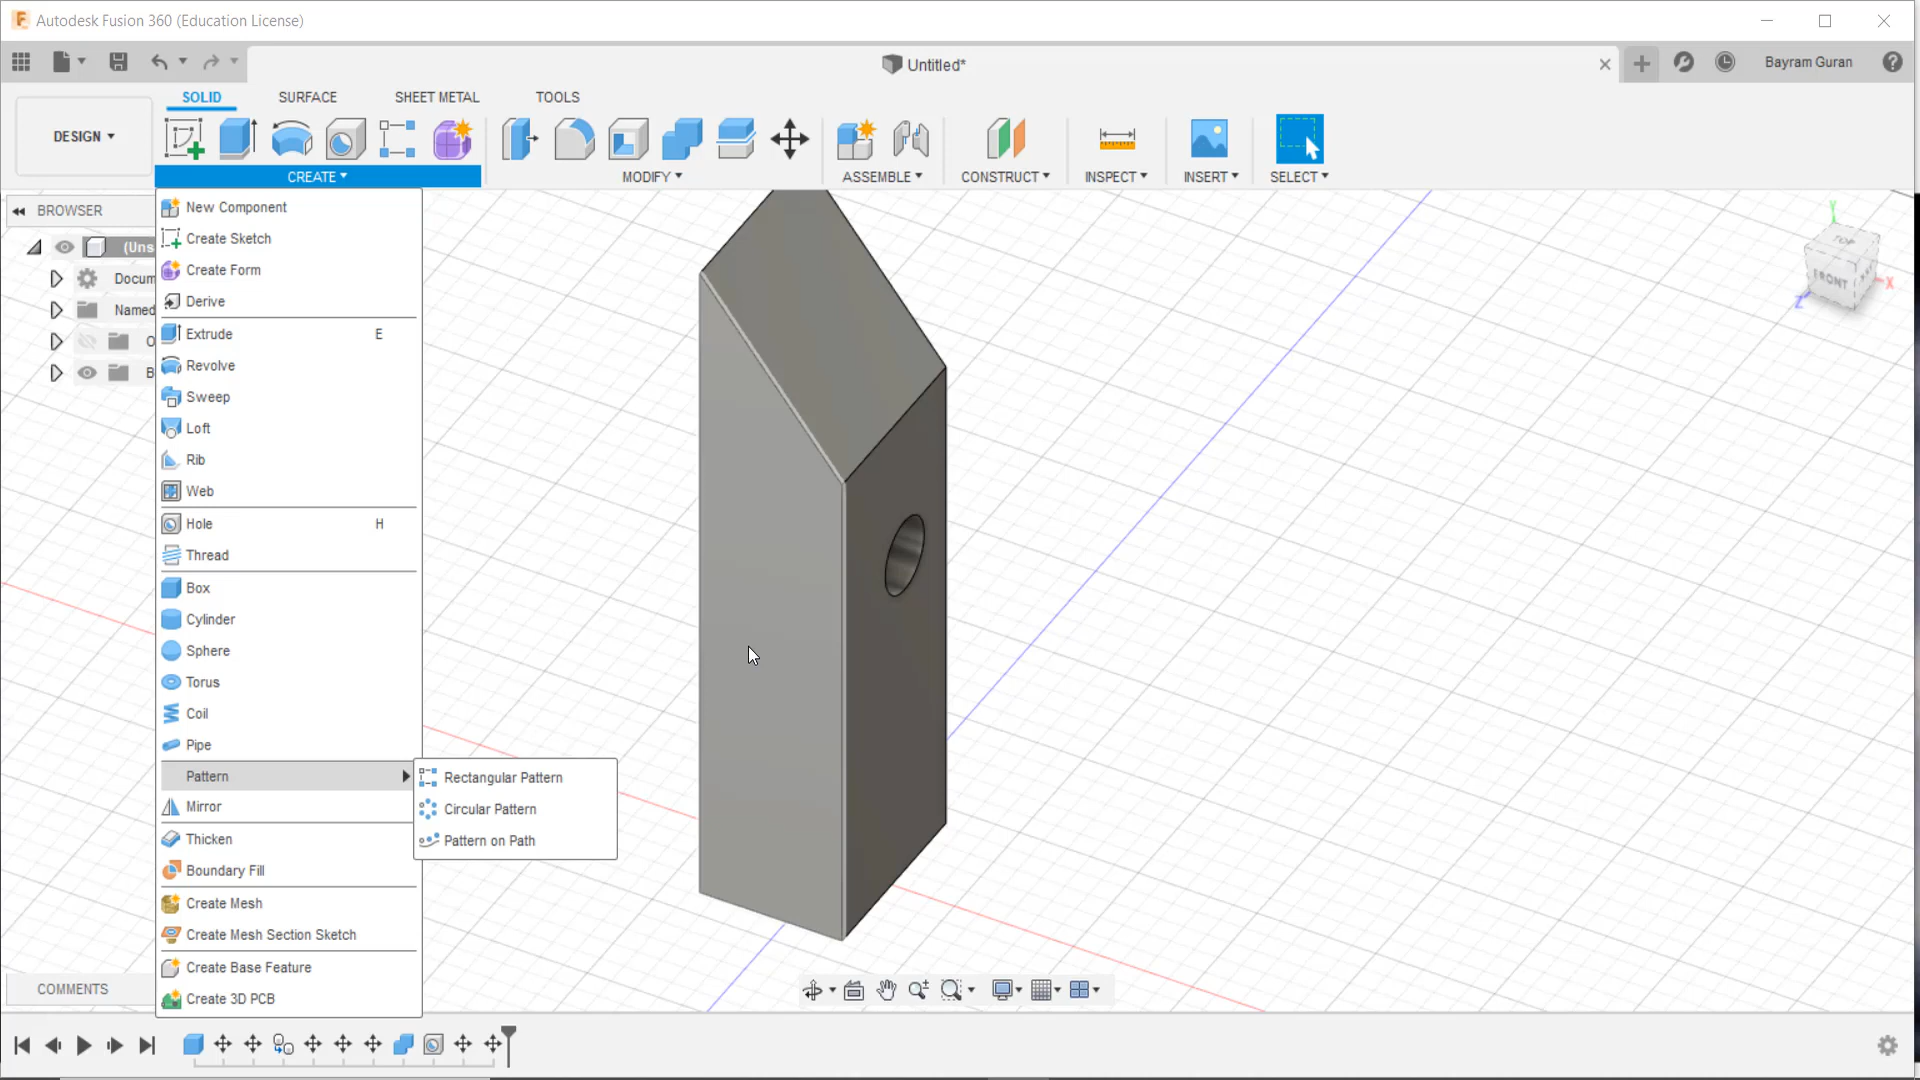 Autodesk Fusion 360 (Education License)
Untitled*
Bayram Guran
SOLID SURFACE SHEET METAL TOOLS
DESIGN
CREATE MODIFY ASSEMBLE CONSTRUCT INSPECT INSERT SELECT
BROWSER
(Uns
Docum
Named
O
B
New Component
Create Sketch
Create Form
Derive
Extrude E
Revolve
Sweep
Loft
Rib
Web
Hole H
Thread
Box
Cylinder
Sphere
Torus
Coil
Pipe
Pattern
Mirror
Thicken
Boundary Fill
Create Mesh
Create Mesh Section Sketch
Create Base Feature
Create 3D PCB
Rectangular Pattern
Circular Pattern
Pattern on Path
Y
TOP
FRONT
X
Z
COMMENTS